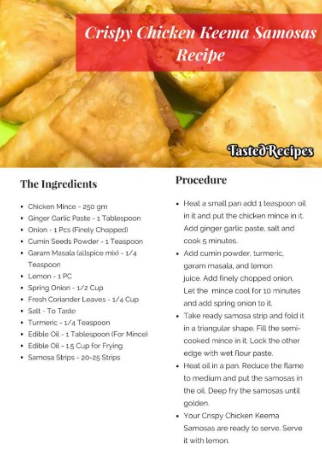 Crispy Chicken Keema Samosas
Recipe
Tasted Recipes
The Ingredients
Chicken Mince - 250 gm
Ginger Garlic Paste - 1 Tablespoon
Onion - 1 Pcs (Finely Chopped)
Cumin Seeds Powder - 1 Teaspoon
Garam Masala (allspice mix) - 1/4
Teaspoon
Lemon - 1 PC
Spring Onion - 1/2 Cup
Fresh Coriander Leaves - 1/4 Cup
Salt - To Taste
Turmeric - 1/4 Teaspoon
Edible Oil - 1 Tablespoon (For Mince)
Edible Oil - 1.5 Cup for Frying
Samosa Strips - 20-25 Strips
Procedure
Heat a small pan add 1 teaspoon oil
in it and put the chicken mince in it.
Add ginger garlic paste, salt and
cook 5 minutes.
Add cumin powder, turmeric,
garam masala, and lemon
juice. Add finely chopped onion.
Let the mince cool for 10 minutes
and add spring onion to it.
Take ready samosa strip and fold it
in a triangular shape. Fill the semi-
cooked mince in it. Lock the other
edge with wet flour paste.
Heat oil in a pan. Reduce the flame
to medium and put the samosas in
the oil. Deep fry the samosas until
golden.
Your Crispy Chicken Keema
Samosas are ready to serve. Serve
it with lemon.